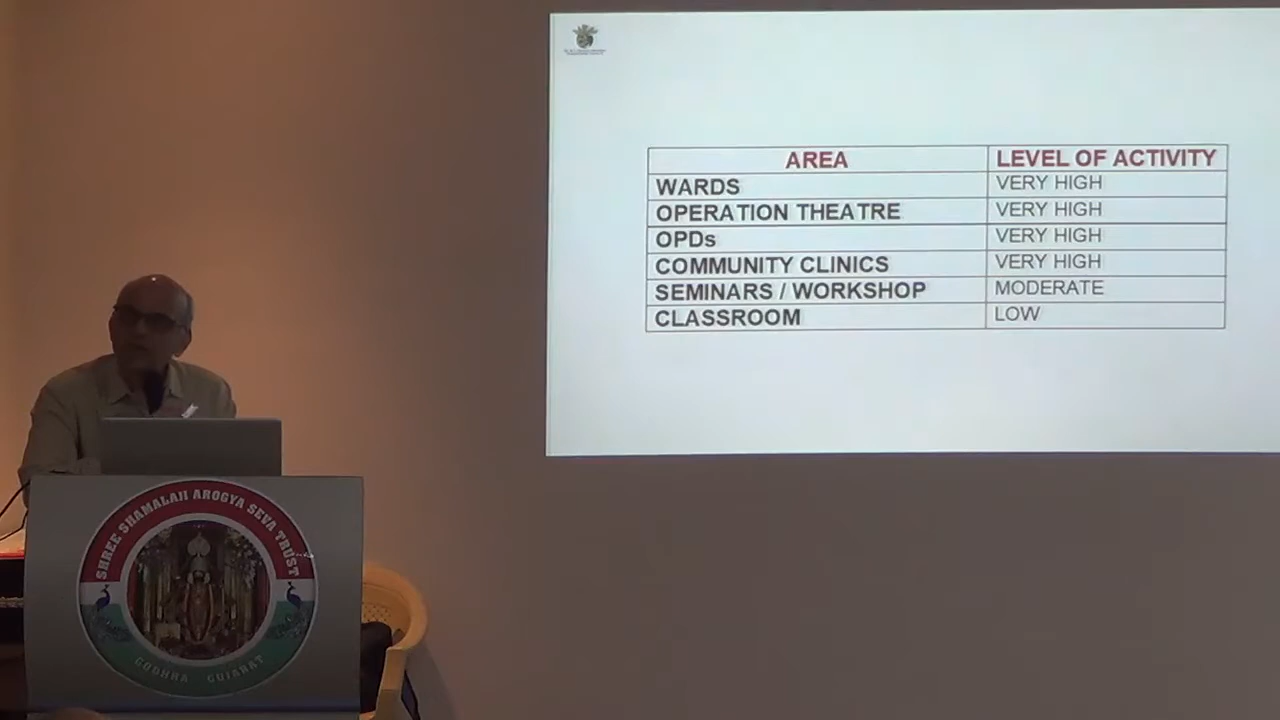 AREA LEVEL OF ACTIVITY
WARDS VERY HIGH
OPERATION THEATRE VERY HIGH
OPDs VERY HIGH
COMMUNITY CLINICS VERY HIGH
SEMINARS / WORKSHOP MODERATE
CLASSROOM LOW
SHREE SHAMALAJI AROGYA SEVA TRUST
GODHRA GUJARAT